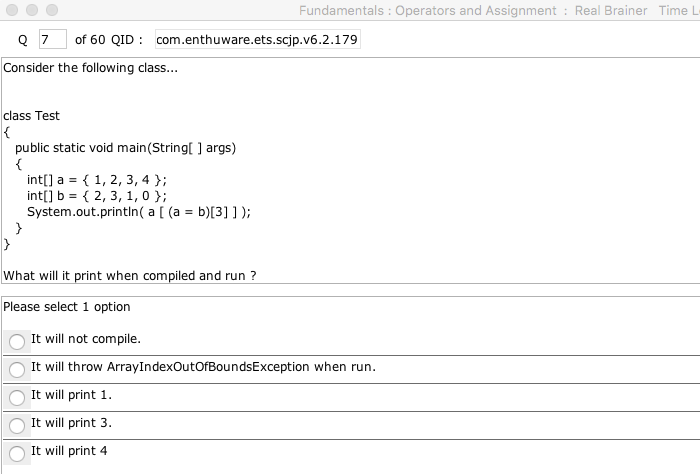 Fundamentals : Operators and Assignment : Real Brainer Time L
Q 7 of 60 QID : com.enthuware.ets.scjp.v6.2.179
Consider the following class...
class Test
{
public static void main(String[ ] args)
{
int[] a = { 1, 2, 3, 4 };
int[] b = { 2, 3, 1, 0 };
System.out.println( a [ (a = b)[3] ] );
}
}
What will it print when compiled and run ?
Please select 1 option
It will not compile.
It will throw ArrayIndexOutOfBoundsException when run.
It will print 1.
It will print 3.
It will print 4